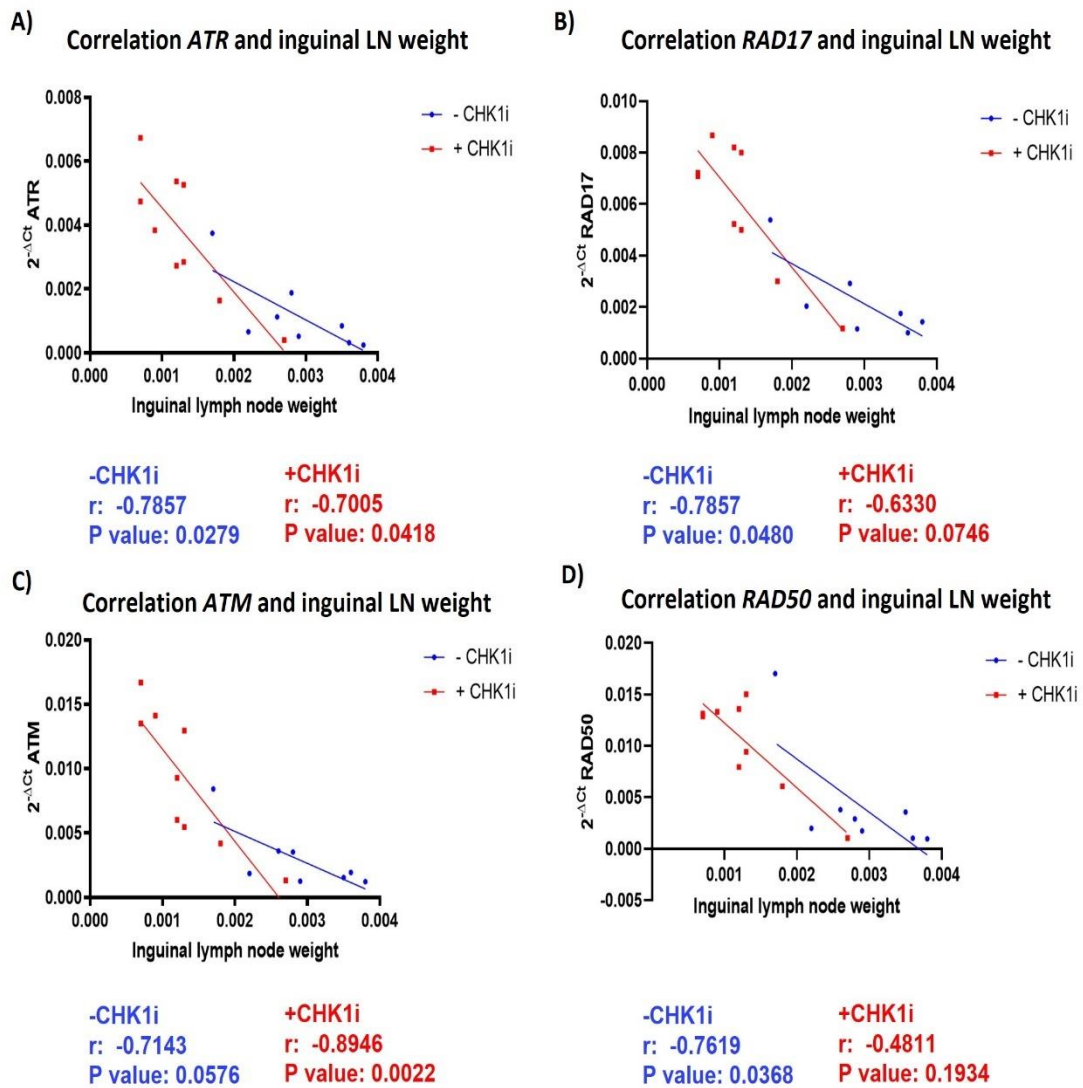 A)
Correlation ATR and inguinal LN weight
2^-ΔCt ATR
0.008
0.006
0.004
0.002
0.000
0.000 0.001 0.002 0.003 0.004
Inguinal lymph node weight
- CHK1i
+ CHK1i
-CHK1i
r: -0.7857
P value: 0.0279
+CHK1i
r: -0.7005
P value: 0.0418
B)
Correlation RAD17 and inguinal LN weight
2^-ΔCt RAD17
0.010
0.008
0.006
0.004
0.002
0.000
0.000 0.001 0.002 0.003 0.004
Inguinal lymph node weight
- CHK1i
+ CHK1i
-CHK1i
r: -0.7857
P value: 0.0480
+CHK1i
r: -0.6330
P value: 0.0746
C)
Correlation ATM and inguinal LN weight
2^-ΔCt ATM
0.020
0.015
0.010
0.005
0.000
0.000 0.001 0.002 0.003 0.004
Inguinal lymph node weight
- CHK1i
+ CHK1i
-CHK1i
r: -0.7143
P value: 0.0576
+CHK1i
r: -0.8946
P value: 0.0022
D)
Correlation RAD50 and inguinal LN weight
2^-ΔCt RAD50
0.020
0.015
0.010
0.005
0.000
-0.005
0.001 0.002 0.003 0.004
Inguinal lymph node weight
- CHK1i
+ CHK1i
-CHK1i
r: -0.7619
P value: 0.0368
+CHK1i
r: -0.4811
P value: 0.1934